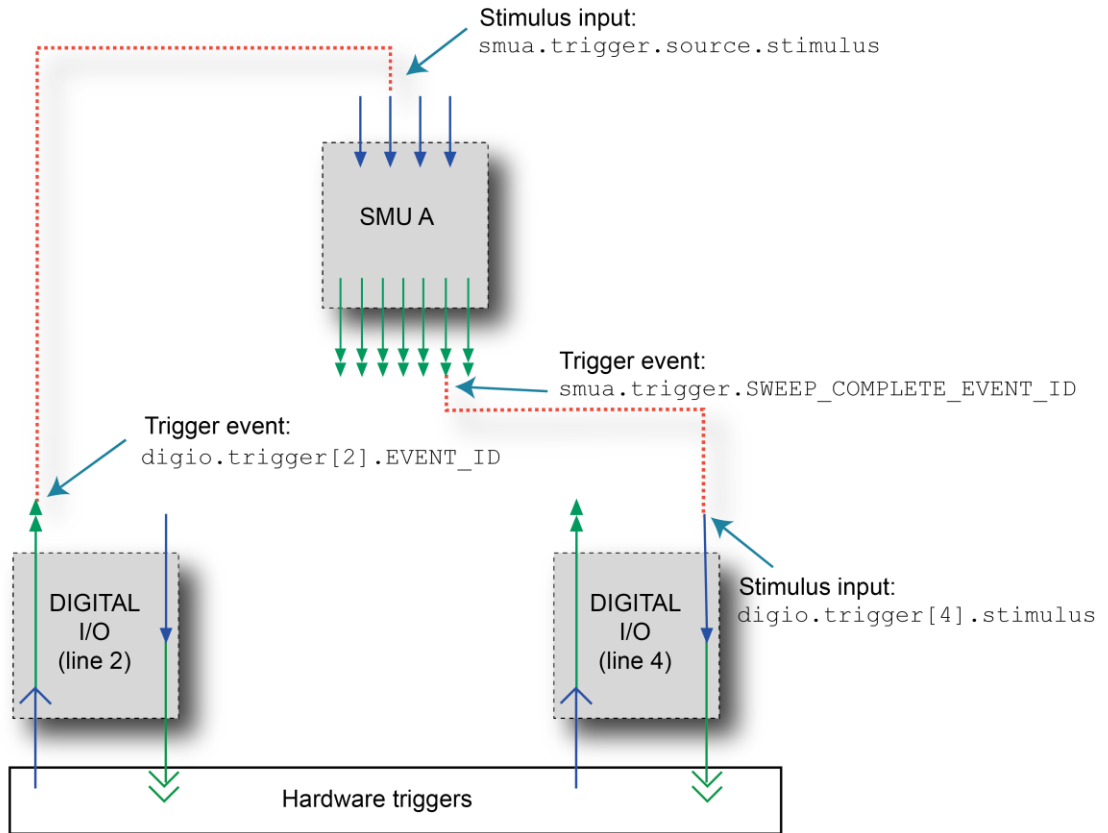 Stimulus input:
smua.trigger.source.stimulus
SMU A
Trigger event:
smua.trigger.SWEEP_COMPLETE_EVENT_ID
Trigger event:
digio.trigger[2].EVENT_ID
DIGITAL
I/O
(line 2)
DIGITAL
I/O
(line 4)
Stimulus input:
digio.trigger[4].stimulus
Hardware triggers